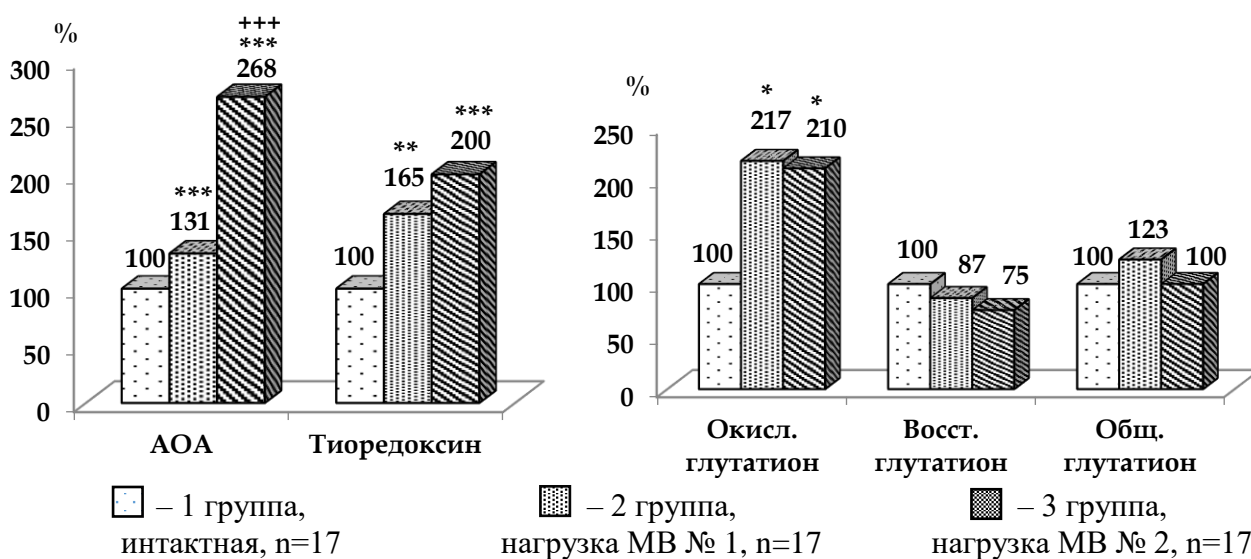 %
300
250
200
150
100
50
0
100
***
131
+++
***
268
100
**
165
***
200
АОА
Тиоредоксин
%
250
200
150
100
50
0
100
*
217
*
210
100
87
75
100
123
100
Окисл.
глутатион
Восст.
глутатион
Общ.
глутатион
– 1 группа,
интактная, n=17
– 2 группа,
нагрузка МВ № 1, n=17
– 3 группа,
нагрузка МВ № 2, n=17